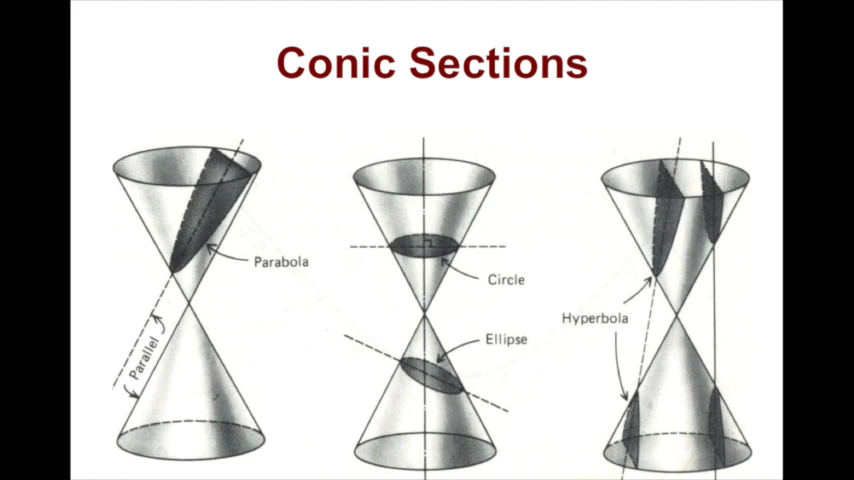 Conic Sections
Parabola
Parallel
Circle
Ellipse
Hyperbola